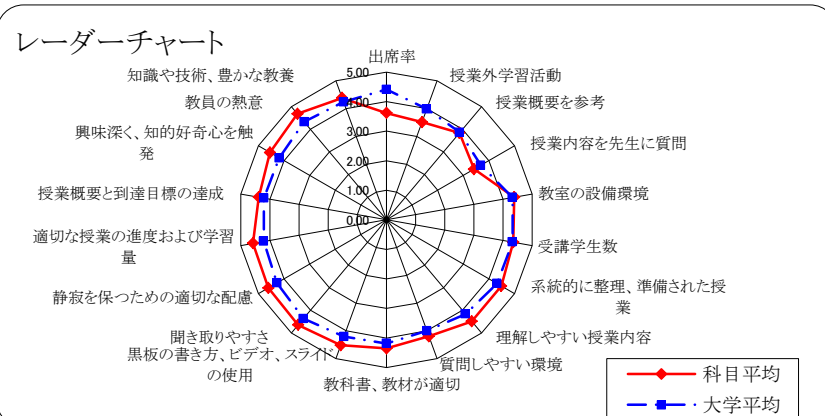 レーダーチャート
出席率
授業外学習活動
授業概要を参考
授業内容を先生に質問
教室の設備環境
受講学生数
系統的に整理、準備された授
業
理解しやすい授業内容
質問しやすい環境
教科書、教材が適切
黒板の書き方、ビデオ、スライド
の使用
聞き取りやすさ
静寂を保つための適切な配慮
適切な授業の進度および学習
量
授業概要と到達目標の達成
興味深く、知的好奇心を触
発
教員の熱意
知識や技術、豊かな教養
5.00
4.00
3.00
2.00
1.00
0.00
科目平均
大学平均